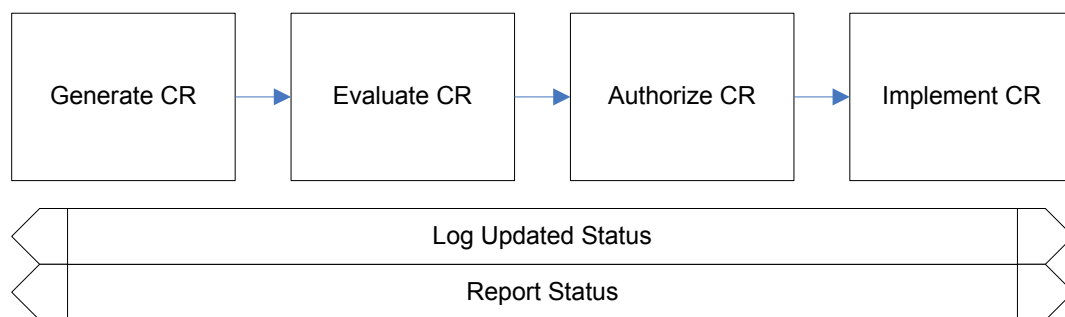 Generate CR
Evaluate CR
Authorize CR
Implement CR
Log Updated Status
Report Status